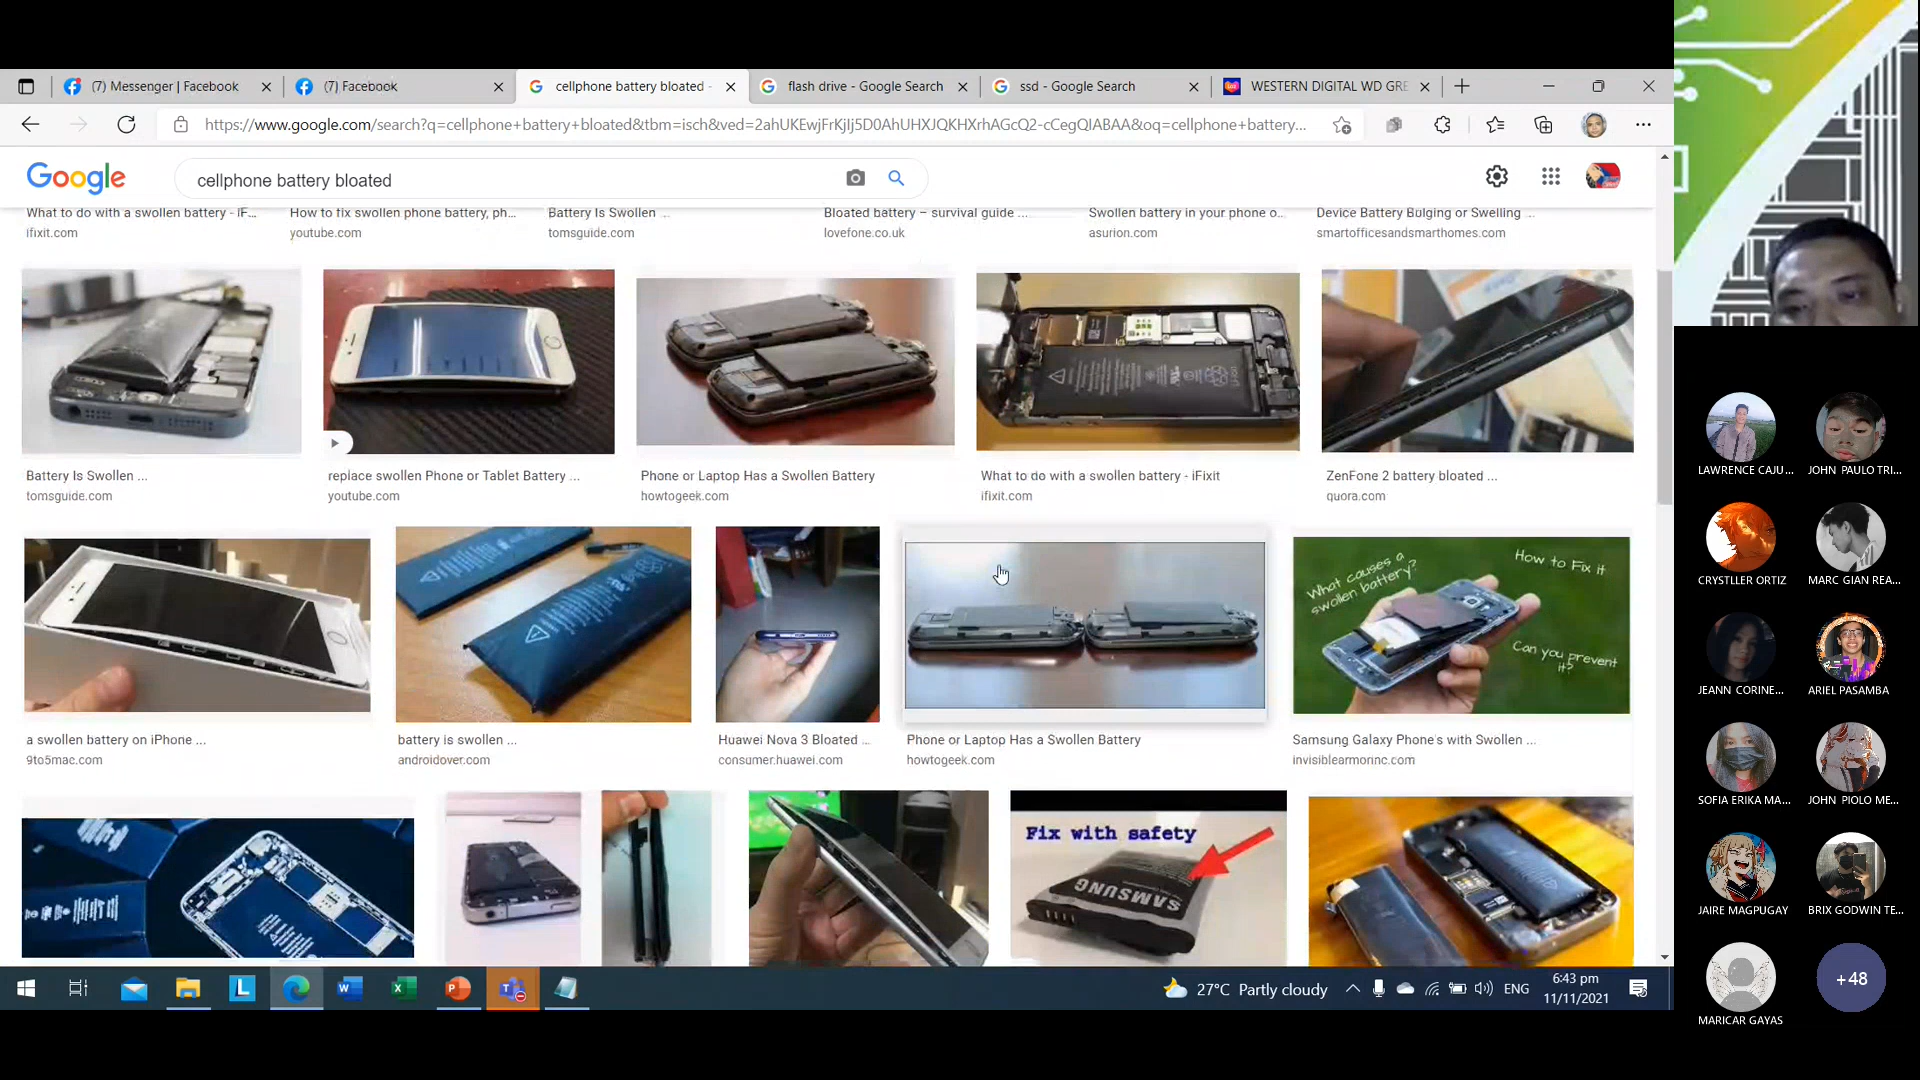 (7) Messenger | Facebook
(7) Facebook
cellphone battery bloated -
flash drive - Google Search
ssd - Google Search
WESTERN DIGITAL WD GRE
https://www.google.com/search?q=cellphone+battery+bloated&tbm=isch&ved=2ahUKEwjFrKjIj5D0AhUHXJQKHXrhAGcQ2-cCegQIABAA&oq=cellphone+battery...
Google
cellphone battery bloated
What to do with a swollen battery - iF...
How to fix swollen phone battery, ph...
Battery Is Swollen ...
Bloated battery – survival guide ...
Swollen battery in your phone o...
Device Battery Bulging or Swelling ...
ifixit.com
youtube.com
tomsguide.com
lovefone.co.uk
asurion.com
smartofficesandsmarthomes.com
Battery Is Swollen ...
replace swollen Phone or Tablet Battery ...
Phone or Laptop Has a Swollen Battery
What to do with a swollen battery - iFixit
ZenFone 2 battery bloated ...
tomsguide.com
youtube.com
howtogeek.com
ifixit.com
quora.com
What causes a
swollen battery?
How to Fix it
Can you prevent
it?
a swollen battery on iPhone ...
battery is swollen ...
Huawei Nova 3 Bloated ...
Phone or Laptop Has a Swollen Battery
Samsung Galaxy Phone's with Swollen ...
9to5mac.com
androidover.com
consumer.huawei.com
howtogeek.com
invisiblearmorinc.com
Fix with safety
SAMSUNG
27°C Partly cloudy
ENG
6:43 pm
11/11/2021
LAWRENCE CAJU...
JOHN PAULO TRI...
CRYSTLLER ORTIZ
MARC GIAN REA...
JEANN CORINE...
ARIEL PASAMBA
SOFIA ERIKA MA...
JOHN PIOLO ME...
JAIRE MAGPUGAY
BRIX GODWIN TE...
MARICAR GAYAS
+48